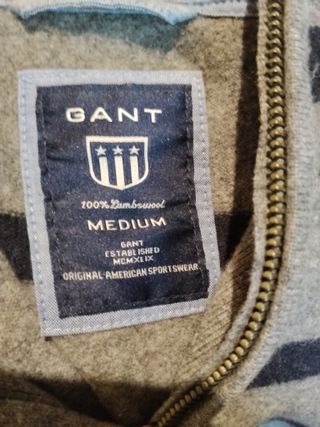 GANT
100% Lambswool
MEDIUM
GANT
ESTABLISHED
MCMXLIX
ORIGINAL AMERICAN SPORTSWEAR